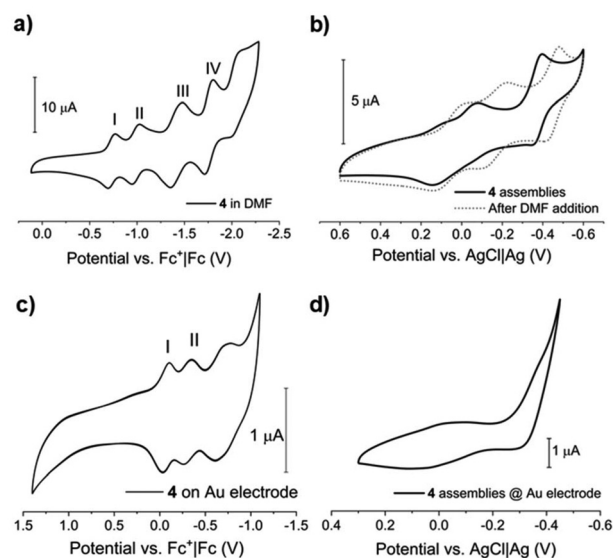 a)
10 µA
I
II
III
IV
4 in DMF
0.0 -0.5 -1.0 -1.5 -2.0 -2.5
Potential vs. Fc⁺|Fc (V)
b)
5 µA
4 assemblies
After DMF addition
0.6 0.4 0.2 0.0 -0.2 -0.4 -0.6
Potential vs. AgCl|Ag (V)
c)
I
II
1 µA
4 on Au electrode
1.5 1.0 0.5 0.0 -0.5 -1.0 -1.5
Potential vs. Fc⁺|Fc (V)
d)
1 µA
4 assemblies @ Au electrode
0.4 0.2 0.0 -0.2 -0.4 -0.6
Potential vs. AgCl|Ag (V)